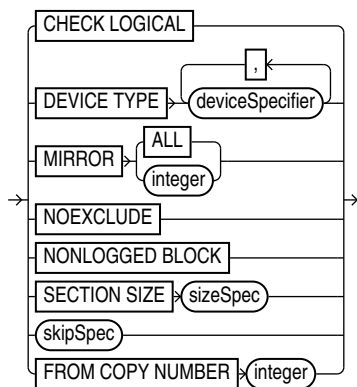 CHECK LOGICAL
,
DEVICE TYPE deviceSpecifier
ALL
MIRROR
integer
NOEXCLUDE
NONLOGGED BLOCK
SECTION SIZE sizeSpec
skipSpec
FROM COPY NUMBER integer